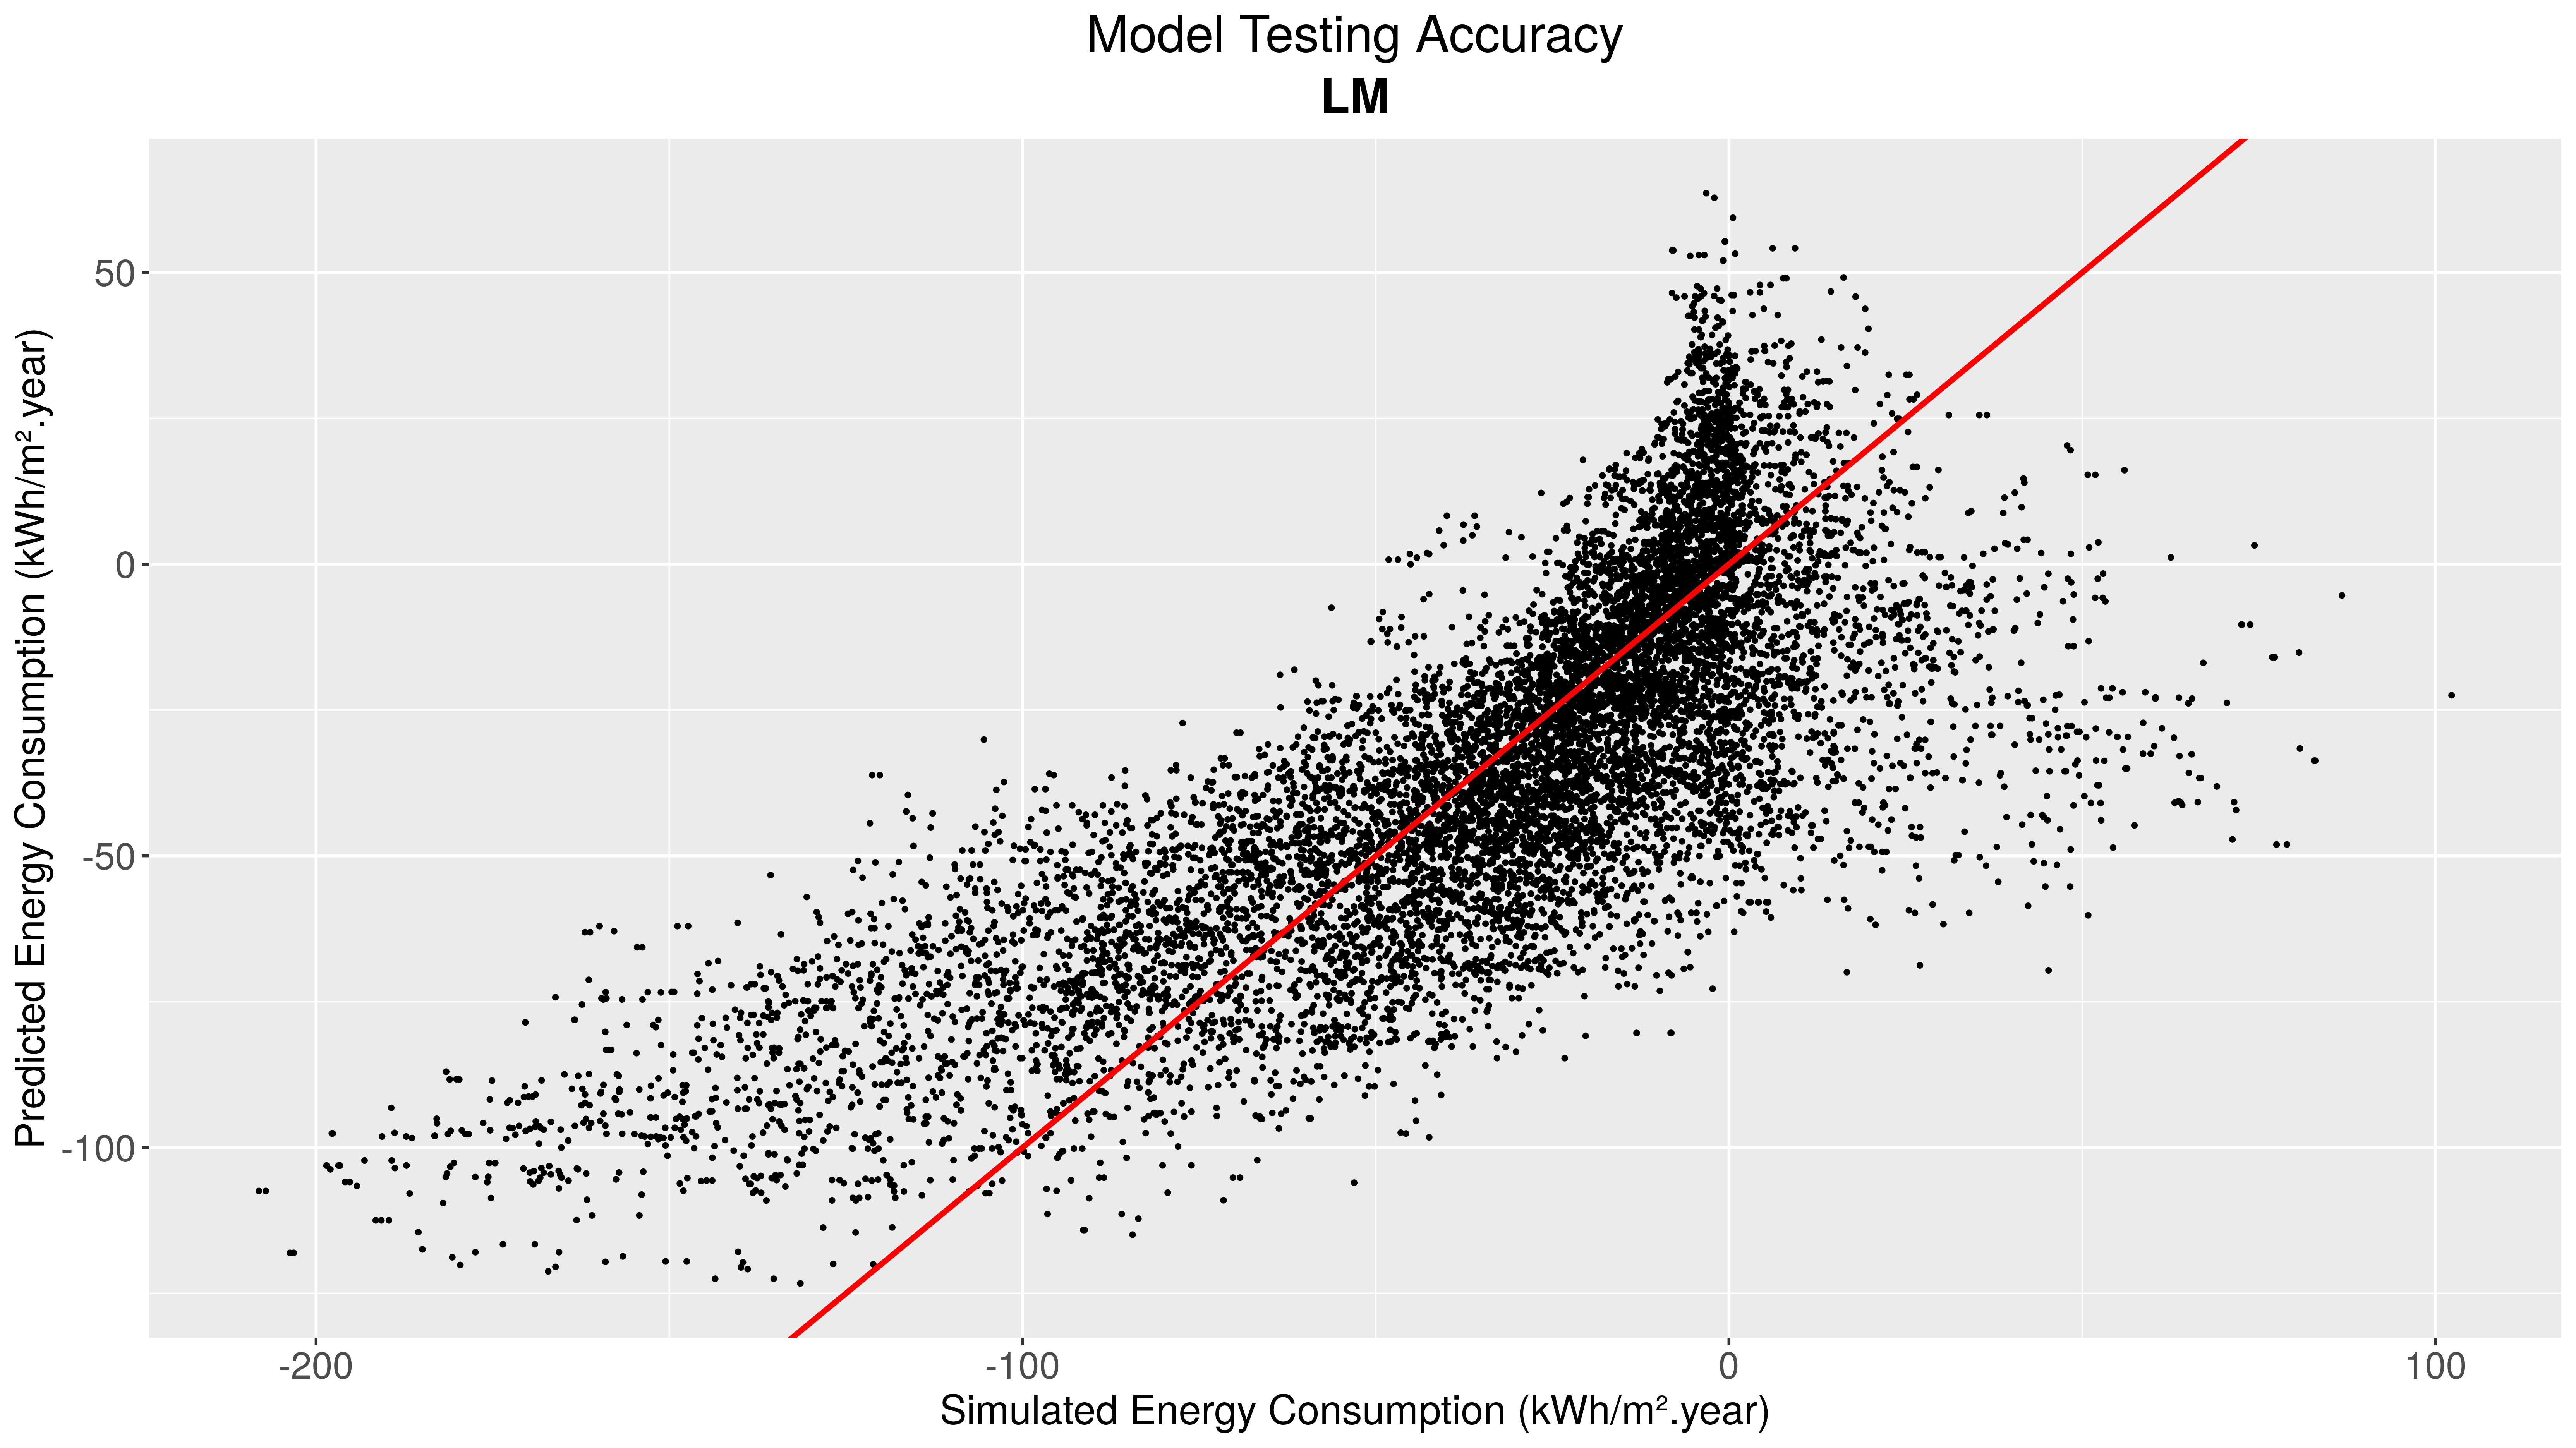 Model Testing Accuracy
LM
Predicted Energy Consumption (kWh/m².year)
50
0
-50
-100
-200
-100
0
100
Simulated Energy Consumption (kWh/m².year)